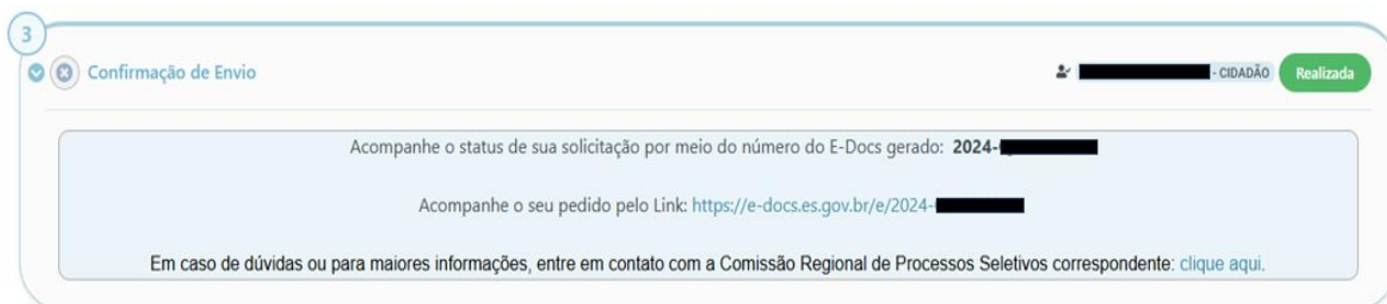 3
Confirmação de Envio
- CIDADÃO Realizada
Acompanhe o status de sua solicitação por meio do número do E-Docs gerado: 2024-
Acompanhe o seu pedido pelo Link: https://e-docs.es.gov.br/e/2024-
Em caso de dúvidas ou para maiores informações, entre em contato com a Comissão Regional de Processos Seletivos correspondente: clique aqui.